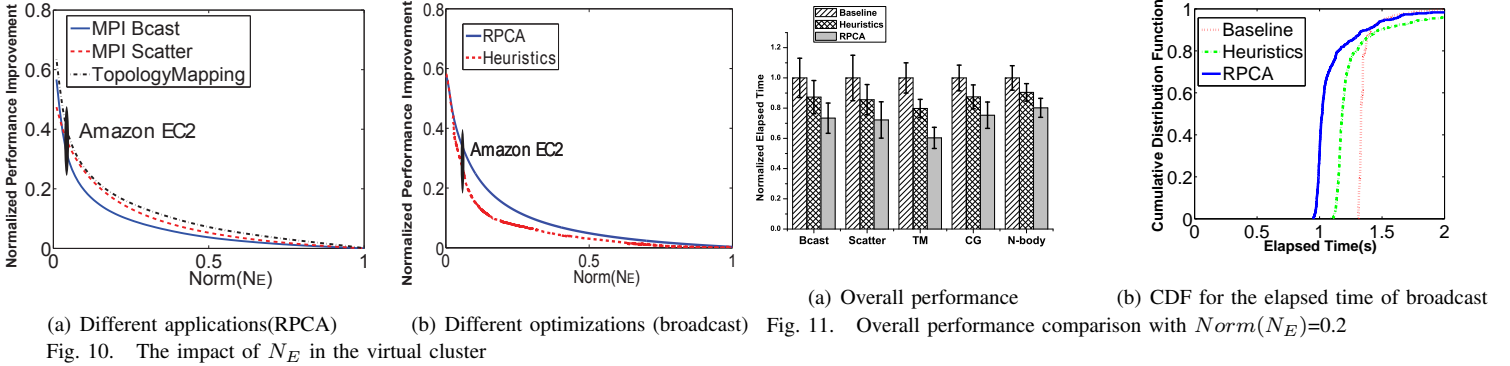 Normalized Performance Improvement
0.8
0.6
0.4
0.2
0
MPI Bcast
MPI Scatter
TopologyMapping
Amazon EC2
0
0.5
1
Norm(NE)
(a) Different applications(RPCA)
Normalized Performance Improvement
0.8
0.6
0.4
0.2
0
RPCA
Heuristics
Amazon EC2
0
0.5
1
Norm(NE)
(b) Different optimizations (broadcast)
Fig. 10. The impact of NE in the virtual cluster
Baseline
Heuristics
RPCA
Normalized Elapsed Time
1.2
1.0
0.8
0.6
0.4
0.2
0.0
Bcast
Scatter
TM
CG
N-body
(a) Overall performance
Cumulative Distribution Function
1
0.8
0.6
0.4
0.2
0
Baseline
Heuristics
RPCA
0
0.5
1
1.5
2
Elapsed Time(s)
(b) CDF for the elapsed time of broadcast
Fig. 11. Overall performance comparison with Norm(NE)=0.2